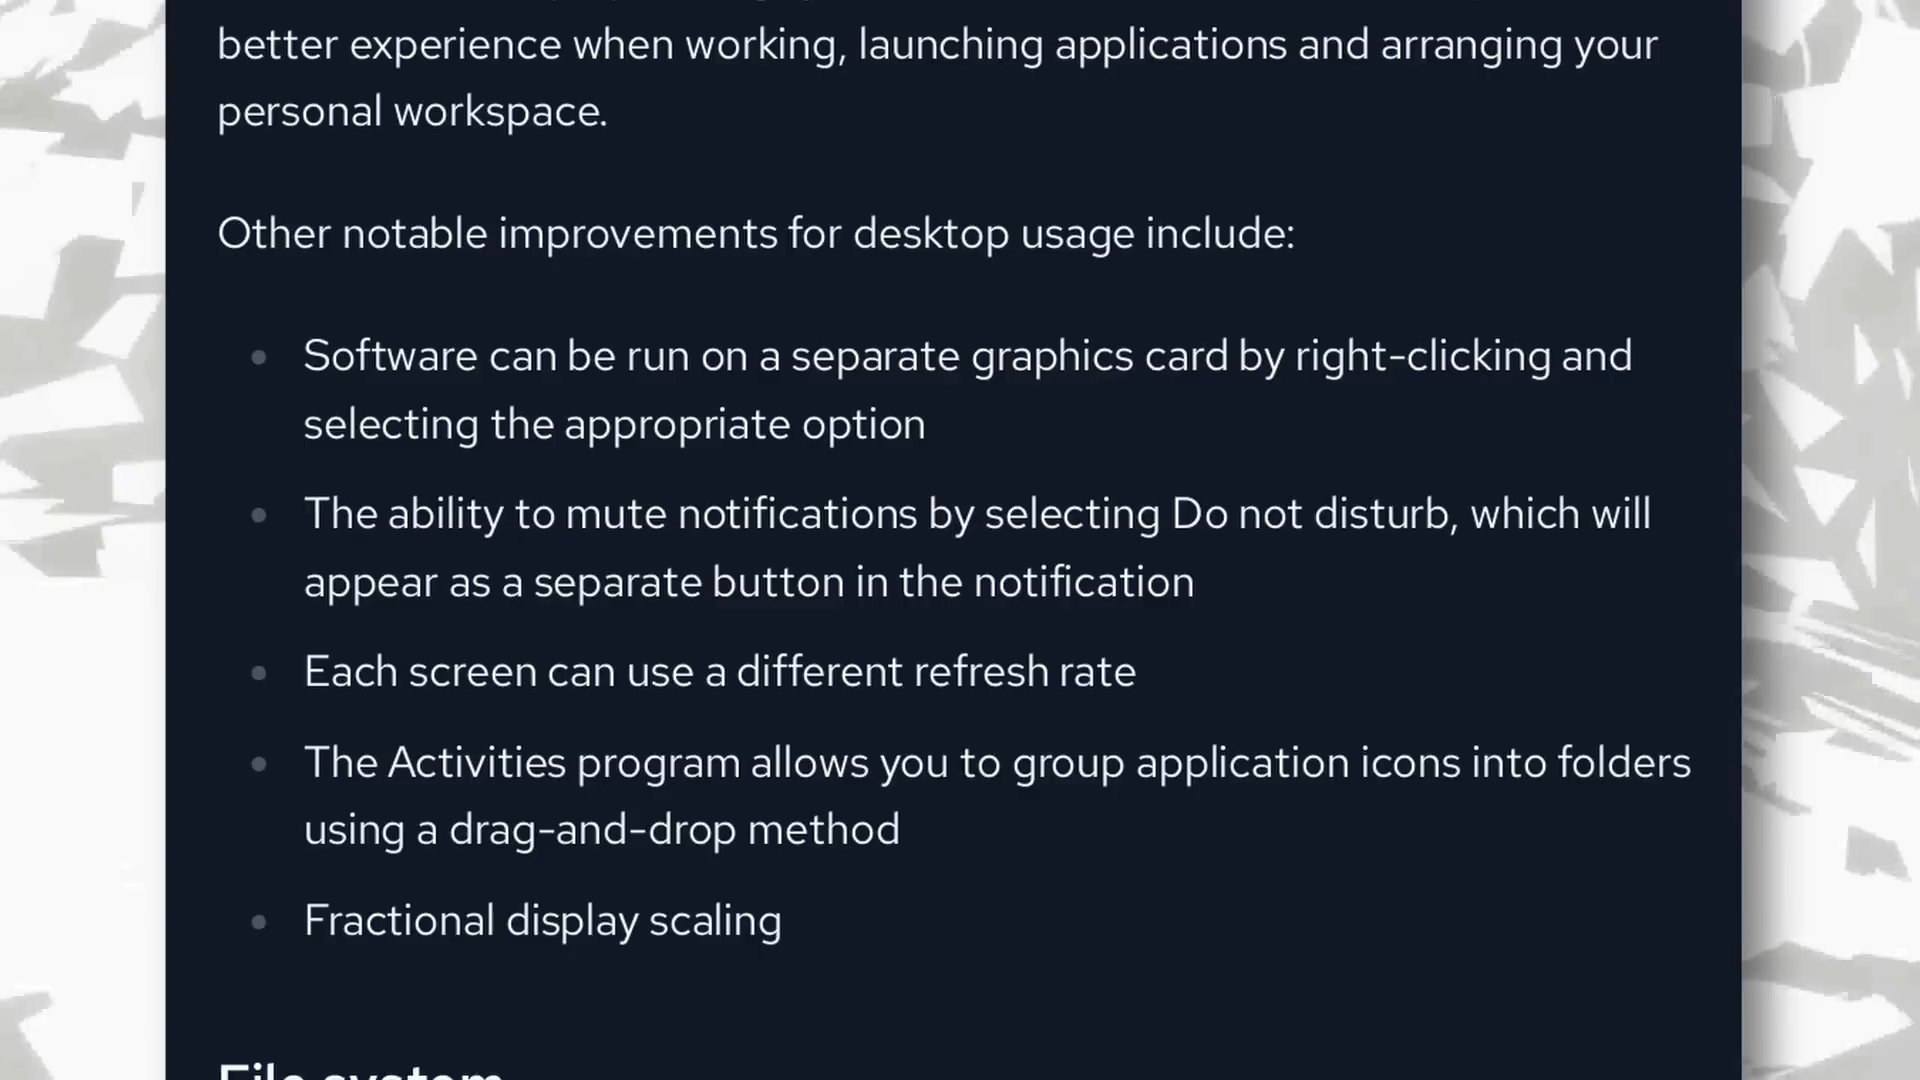 better experience when working, launching applications and arranging your
personal workspace.
Other notable improvements for desktop usage include:
Software can be run on a separate graphics card by right-clicking and
selecting the appropriate option
The ability to mute notifications by selecting Do not disturb, which will
appear as a separate button in the notification
Each screen can use a different refresh rate
The Activities program allows you to group application icons into folders
using a drag-and-drop method
Fractional display scaling
File system